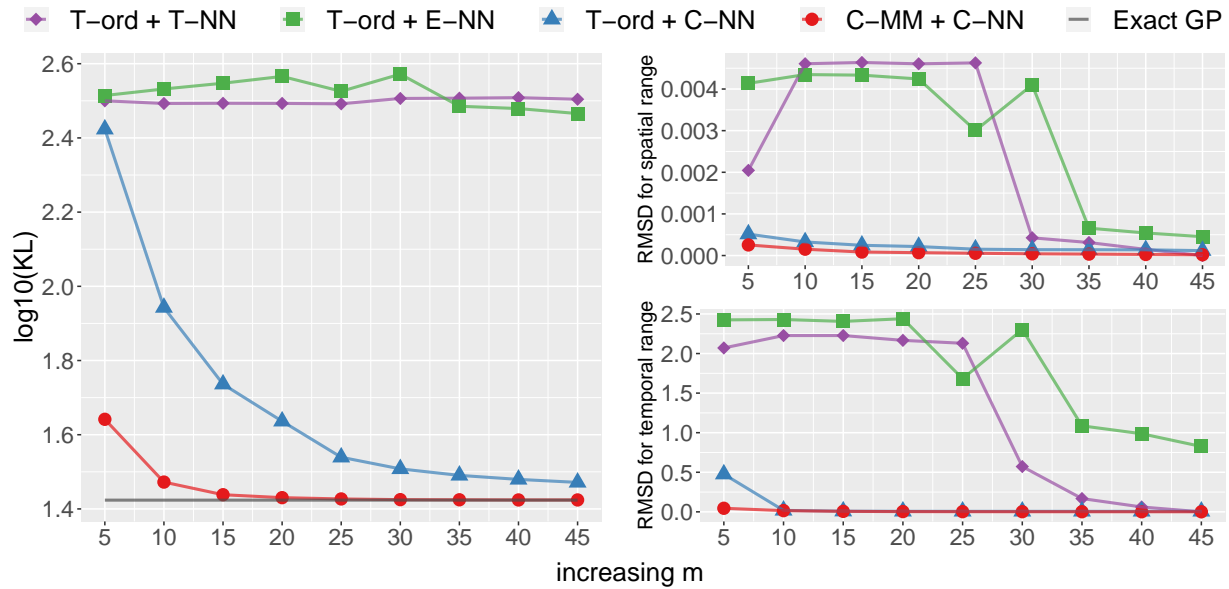 T−ord + T−NN T−ord + E−NN T−ord + C−NN C−MM + C−NN Exact GP
log10(KL)
2.6
2.4
2.2
2.0
1.8
1.6
1.4
5 10 15 20 25 30 35 40 45
RMSD for spatial range
0.004
0.003
0.002
0.001
0.000
5 10 15 20 25 30 35 40 45
RMSD for temporal range
2.5
2.0
1.5
1.0
0.5
0.0
5 10 15 20 25 30 35 40 45
increasing m